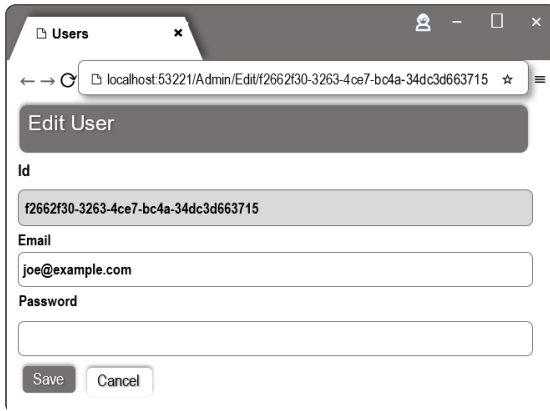 Users
localhost:53221/Admin/Edit/f2662f30-3263-4ce7-bc4a-34dc3d663715
Edit User
Id
f2662f30-3263-4ce7-bc4a-34dc3d663715
Email
joe@example.com
Password
Save Cancel